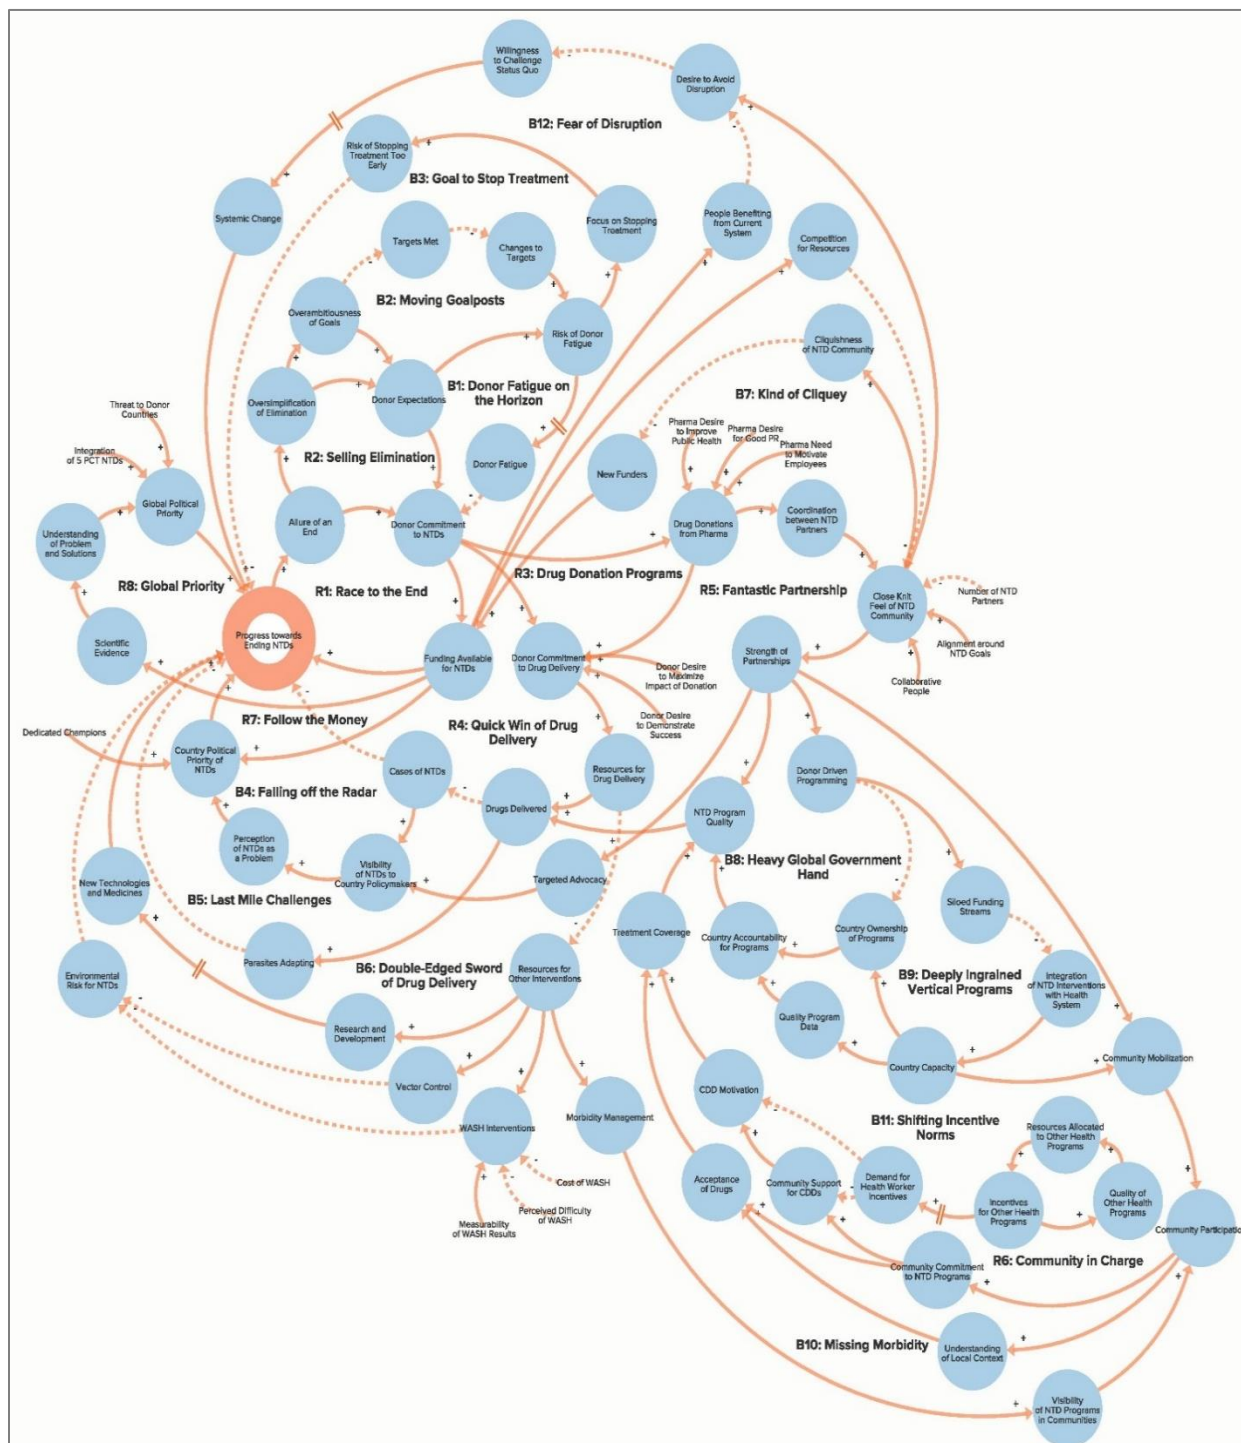 Willingness
to Challenge
Status Quo
Desire to Avoid
Disruption
B12: Fear of Disruption
Risk of Stopping
Treatment Too
Early
B3: Goal to Stop Treatment
Systemic Change
Targets Met
Changes to
Targets
Focus on Stopping
Treatment
People Benefiting
from Current
System
Competition
for Resources
B2: Moving Goalposts
Overambitiousness
of Goals
Risk of Donor
Fatigue
Cliquishness
of NTD Community
Oversimplification
of Elimination
Donor Expectations
B1: Donor Fatigue on
the Horizon
B7: Kind of Cliquey
Threat to Donor
Countries
Integration
of 5 PCT NTDs
Global Political
Priority
R2: Selling Elimination
Donor Fatigue
New Funders
Pharma Desire
to Improve
Public Health
Pharma Desire
for Good PR
Pharma Need
to Motivate
Employees
Understanding
of Problem
and Solutions
Allure of an
End
Donor Commitment
to NTDs
Drug Donations
from Pharma
Coordination
between NTD
Partners
R8: Global Priority
R1: Race to the End
R3: Drug Donation Programs
R5: Fantastic Partnership
Close Knit
Feel of NTD
Community
Number of NTD
Partners
Scientific
Evidence
Progress towards
Ending NTDs
Funding Available
for NTDs
Donor Commitment
to Drug Delivery
Strength of
Partnerships
Alignment around
NTD Goals
Collaborative
People
Donor Desire
to Maximize
Impact of Donation
Donor Desire
to Demonstrate
Success
Dedicated Champions
R7: Follow the Money
R4: Quick Win of Drug
Delivery
Country Political
Priority of
NTDs
Cases of NTDs
Resources for
Drug Delivery
Donor Driven
Programming
B4: Falling off the Radar
Drugs Delivered
NTD Program
Quality
Perception
of NTDs as
a Problem
Visibility
of NTDs to
Country Policymakers
Targeted Advocacy
B8: Heavy Global Government
Hand
New Technologies
and Medicines
B5: Last Mile Challenges
Siloed Funding
Streams
Treatment Coverage
Country Accountability
for Programs
Country Ownership
of Programs
Environmental
Risk for NTDs
Parasites Adapting
B6: Double-Edged Sword
of Drug Delivery
Resources for
Other Interventions
B9: Deeply Ingrained
Vertical Programs
Integration
of NTD Interventions
with Health
System
Research and
Development
Quality Program
Data
Country Capacity
Community Mobilization
Vector Control
CDD Motivation
WASH Interventions
Morbidity Management
B11: Shifting Incentive
Norms
Resources Allocated
to Other Health
Programs
Cost of WASH
Perceived Difficulty
of WASH
Measurability
of WASH Results
Acceptance
of Drugs
Community Support
for CDDs
Demand for
Health Worker
Incentives
Incentives
for Other Health
Programs
Quality of
Other Health
Programs
Community Participatio
R6: Community in Charge
Community Commitment
to NTD Programs
B10: Missing Morbidity
Understanding
of Local Context
Visibility
of NTD Programs
in Communities